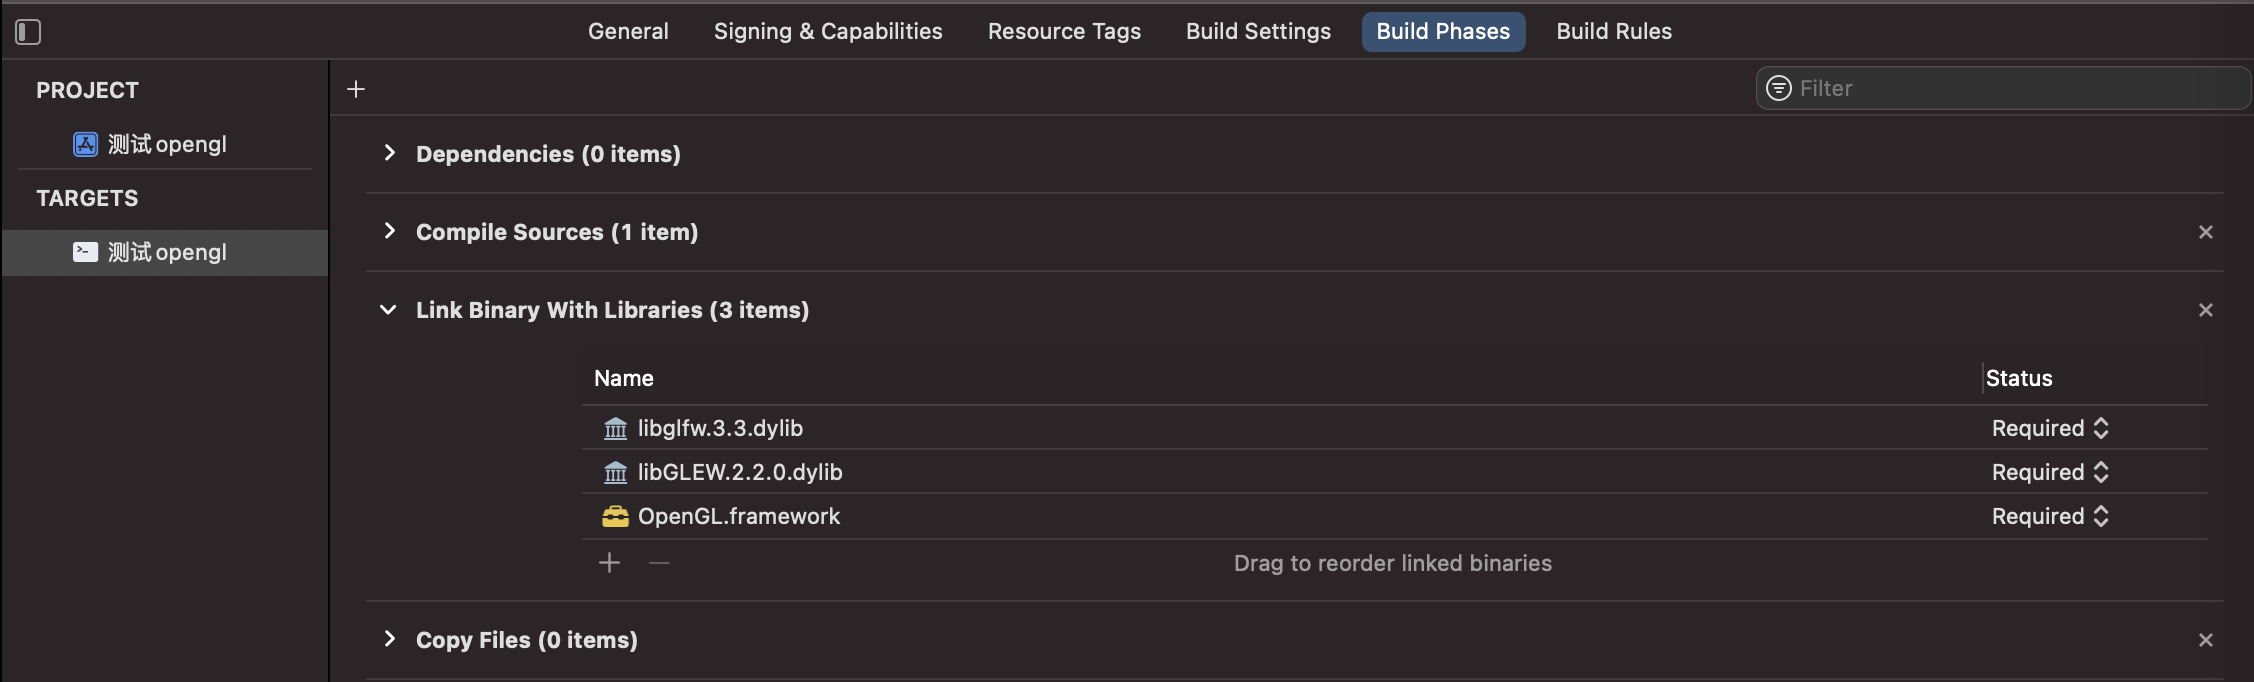 General Signing & Capabilities Resource Tags Build Settings Build Phases Build Rules
PROJECT
Filter
测试opengl
TARGETS
测试opengl
Dependencies (0 items)
Compile Sources (1 item)
Link Binary With Libraries (3 items)
Name Status
libglfw.3.3.dylib Required
libGLEW.2.2.0.dylib Required
OpenGL.framework Required
Drag to reorder linked binaries
Copy Files (0 items)